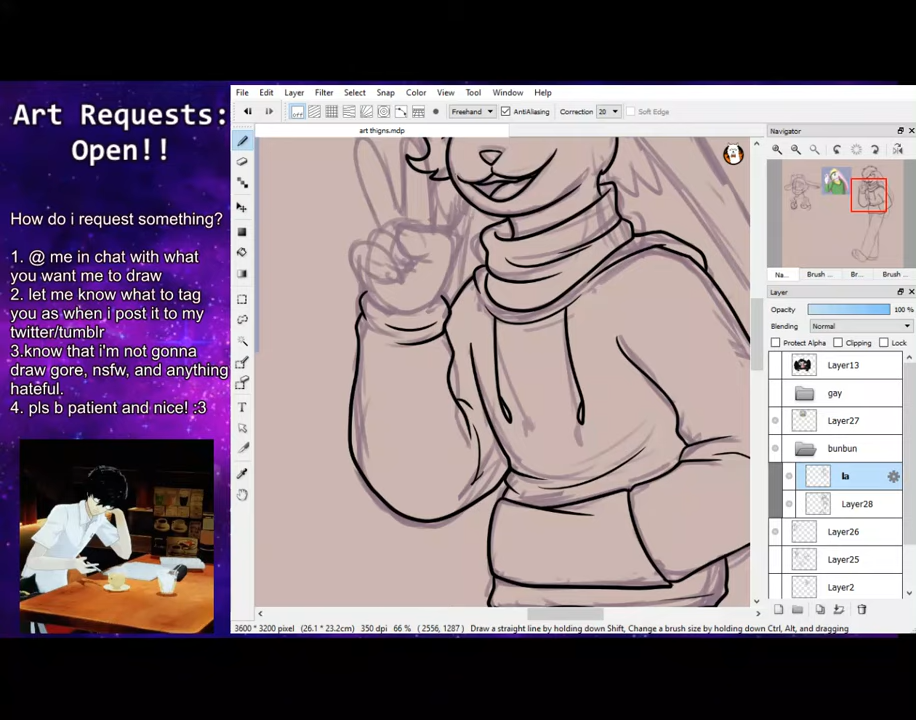 Art Requests:
Open!!
How do i request something?
1. @ me in chat with what
you want me to draw
2. let me know what to tag
you as when i post it to my
twitter/tumblr
3.know that i'm not gonna
draw gore, nsfw, and anything
hateful.
4. pls b patient and nice! :3
File Edit Layer Filter Select Snap Color View Tool Window Help
off Freehand AntiAliasing Correction 20 Soft Edge
art thigns.mdp
Navigator
Na... Brush ... Br... Brush ...
Layer
Opacity 100 %
Blending Normal
Protect Alpha Clipping Lock
Layer13
gay
Layer27
bunbun
la
Layer28
Layer26
Layer25
Layer2
3600 * 3200 pixel (26.1 * 23.2cm) 350 dpi 66 % ( 2556, 1287 ) Draw a straight line by holding down Shift, Change a brush size by holding down Ctrl, Alt, and dragging